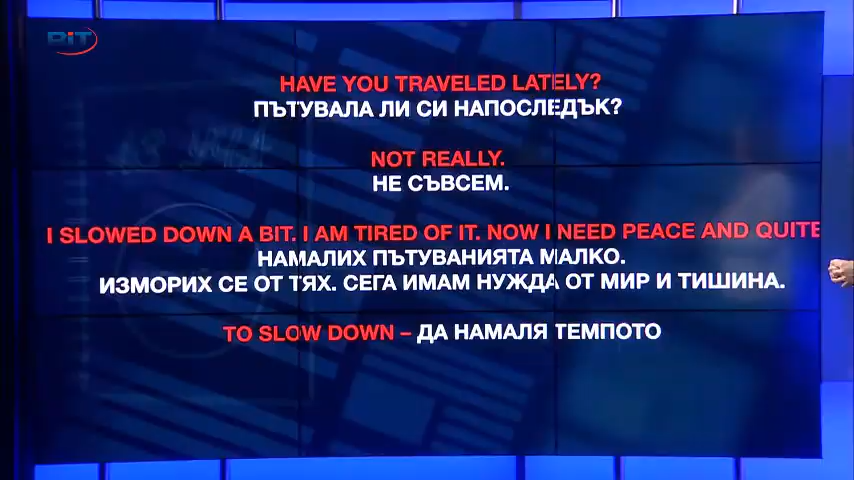 BiT
HAVE YOU TRAVELED LATELY?
ПЪТУВАЛА ЛИ СИ НАПОСЛЕДЪК?
NOT REALLY.
НЕ СЪВСЕМ.
I SLOWED DOWN A BIT. I AM TIRED OF IT. NOW I NEED PEACE AND QUITE
НАМАЛИХ ПЪТУВАНИЯТА МАЛКО.
ИЗМОРИХ СЕ ОТ ТЯХ. СЕГА ИМАМ НУЖДА ОТ МИР И ТИШИНА.
TO SLOW DOWN – ДА НАМАЛЯ ТЕМПОТО